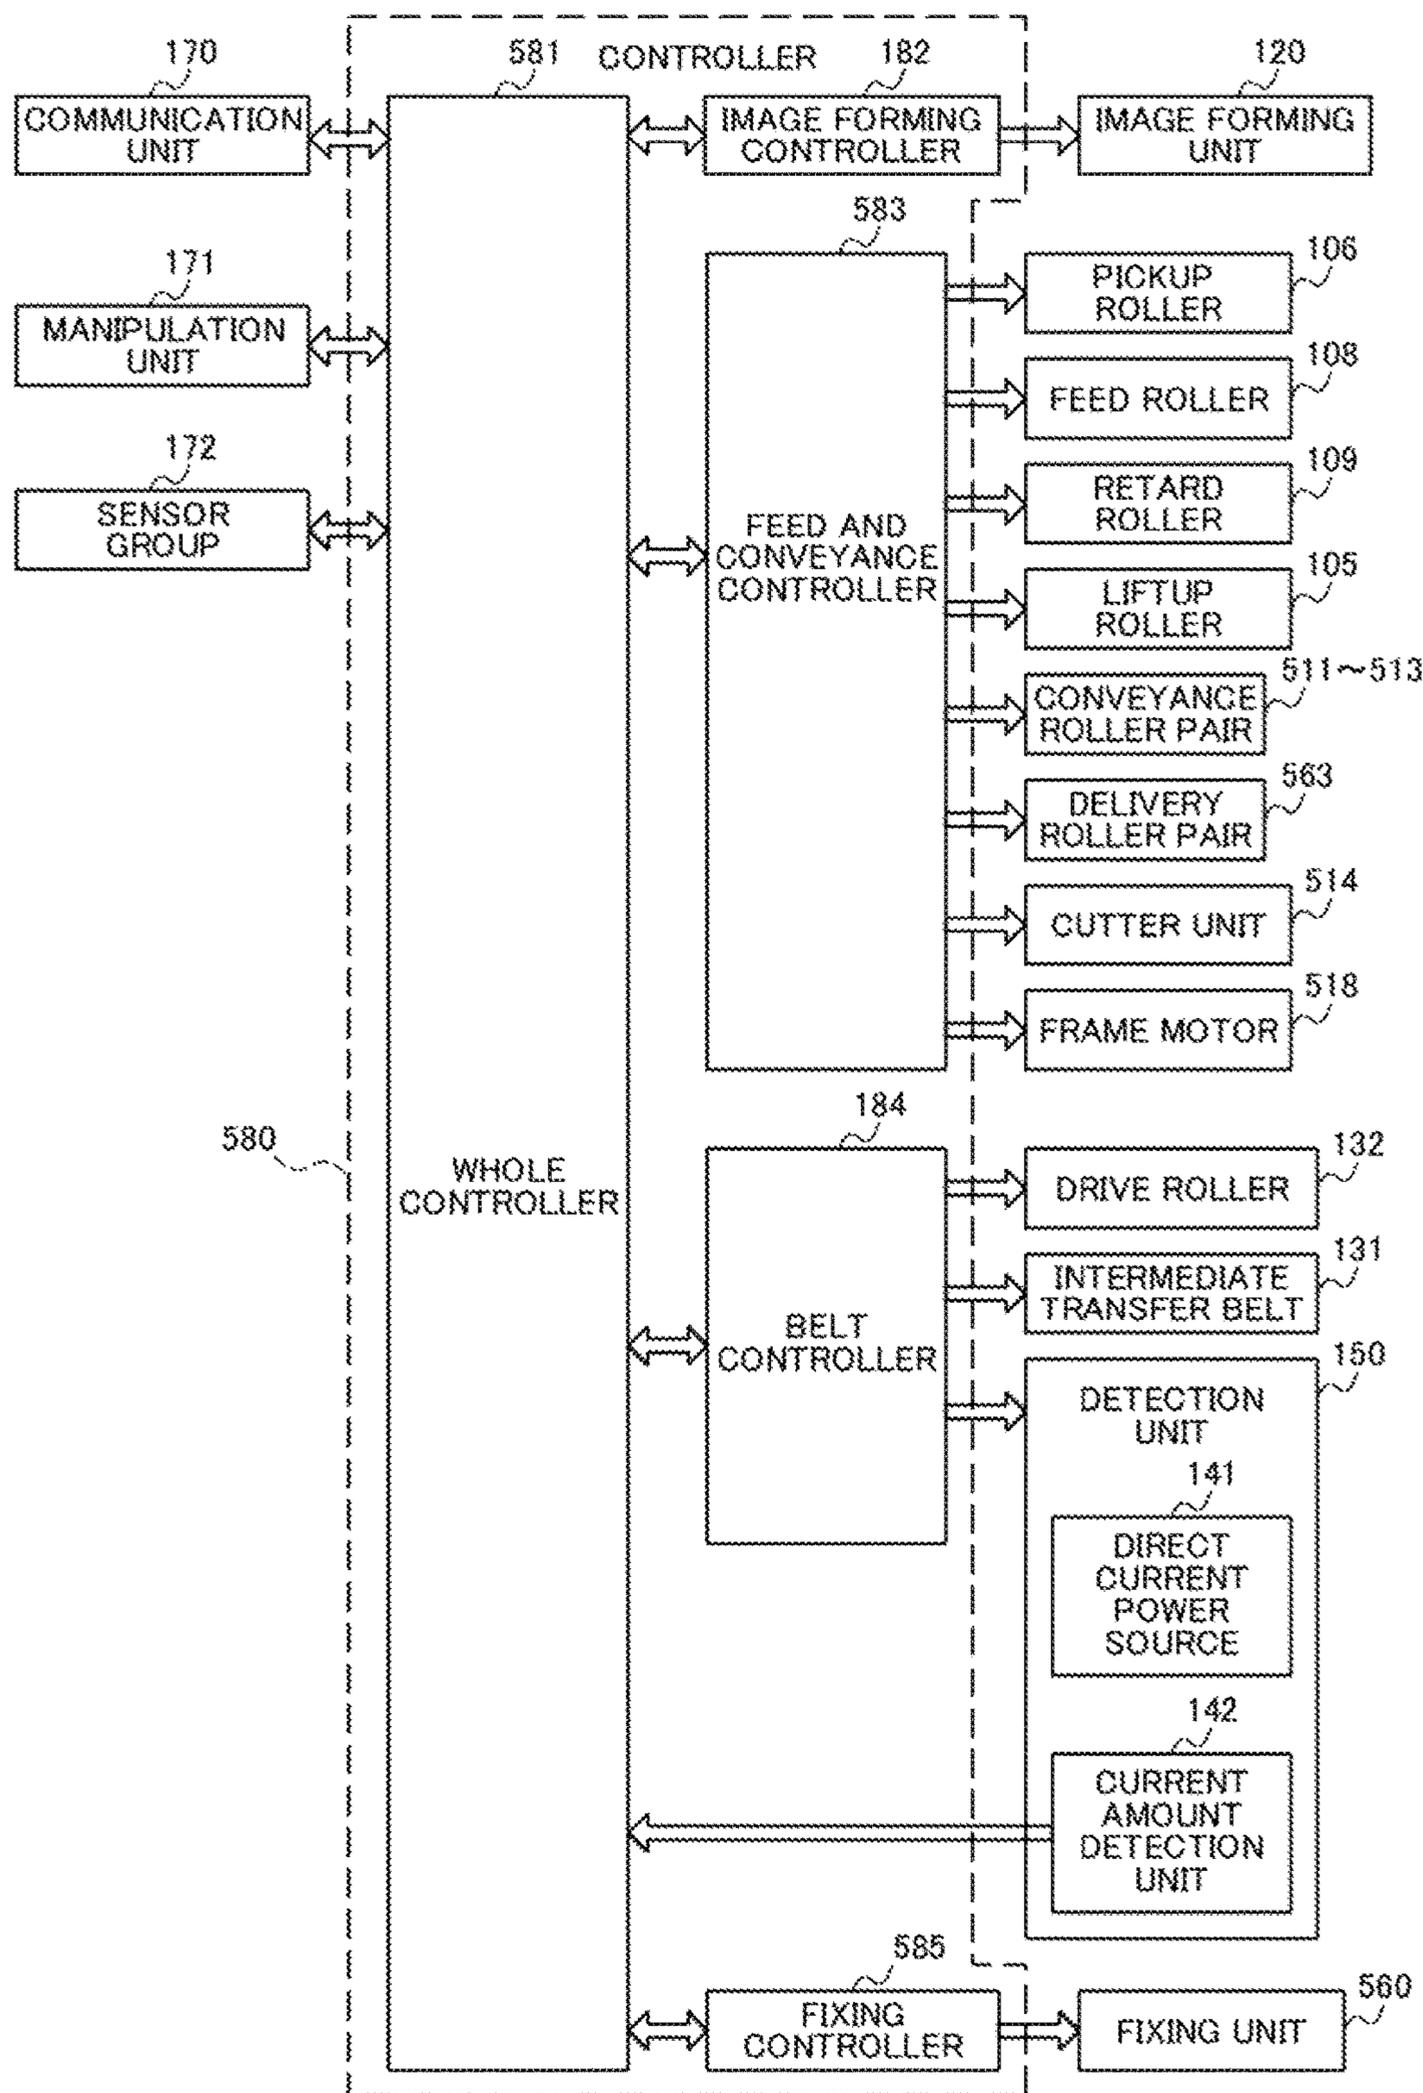 CONTROLLER
170
COMMUNICATION
UNIT
171
MANIPULATION
UNIT
172
SENSOR
GROUP
580
581
WHOLE
CONTROLLER
182
IMAGE FORMING
CONTROLLER
120
IMAGE FORMING
UNIT
583
FEED AND
CONVEYANCE
CONTROLLER
106
PICKUP
ROLLER
108
FEED ROLLER
109
RETARD
ROLLER
105
LIFTUP
ROLLER
511～513
CONVEYANCE
ROLLER PAIR
563
DELIVERY
ROLLER PAIR
514
CUTTER UNIT
518
FRAME MOTOR
184
BELT
CONTROLLER
132
DRIVE ROLLER
131
INTERMEDIATE
TRANSFER BELT
150
DETECTION
UNIT
141
DIRECT
CURRENT
POWER
SOURCE
142
CURRENT
AMOUNT
DETECTION
UNIT
585
FIXING
CONTROLLER
560
FIXING UNIT